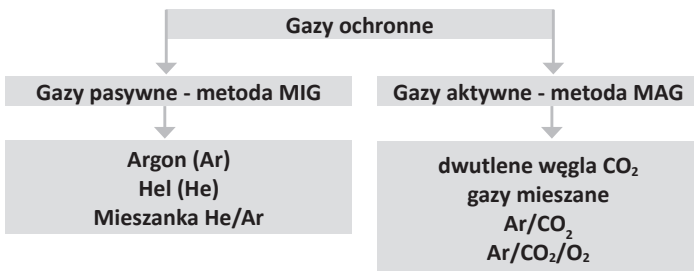 Gazy ochronne
Gazy pasywne - metoda MIG
Argon (Ar)
Hel (He)
Mieszanka He/Ar
Gazy aktywne - metoda MAG
dwutlene węgla CO₂
gazy mieszane
Ar/CO₂
Ar/CO₂/O₂